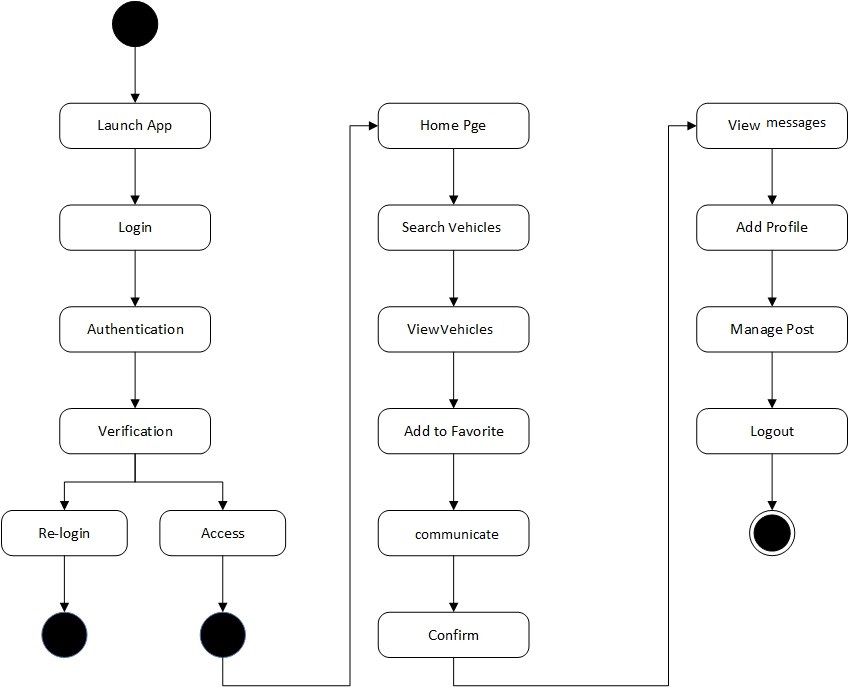 Launch App
Login
Authentication
Verification
Re-login
Access
Home Pge
Search Vehicles
ViewVehicles
Add to Favorite
communicate
Confirm
View messages
Add Profile
Manage Post
Logout